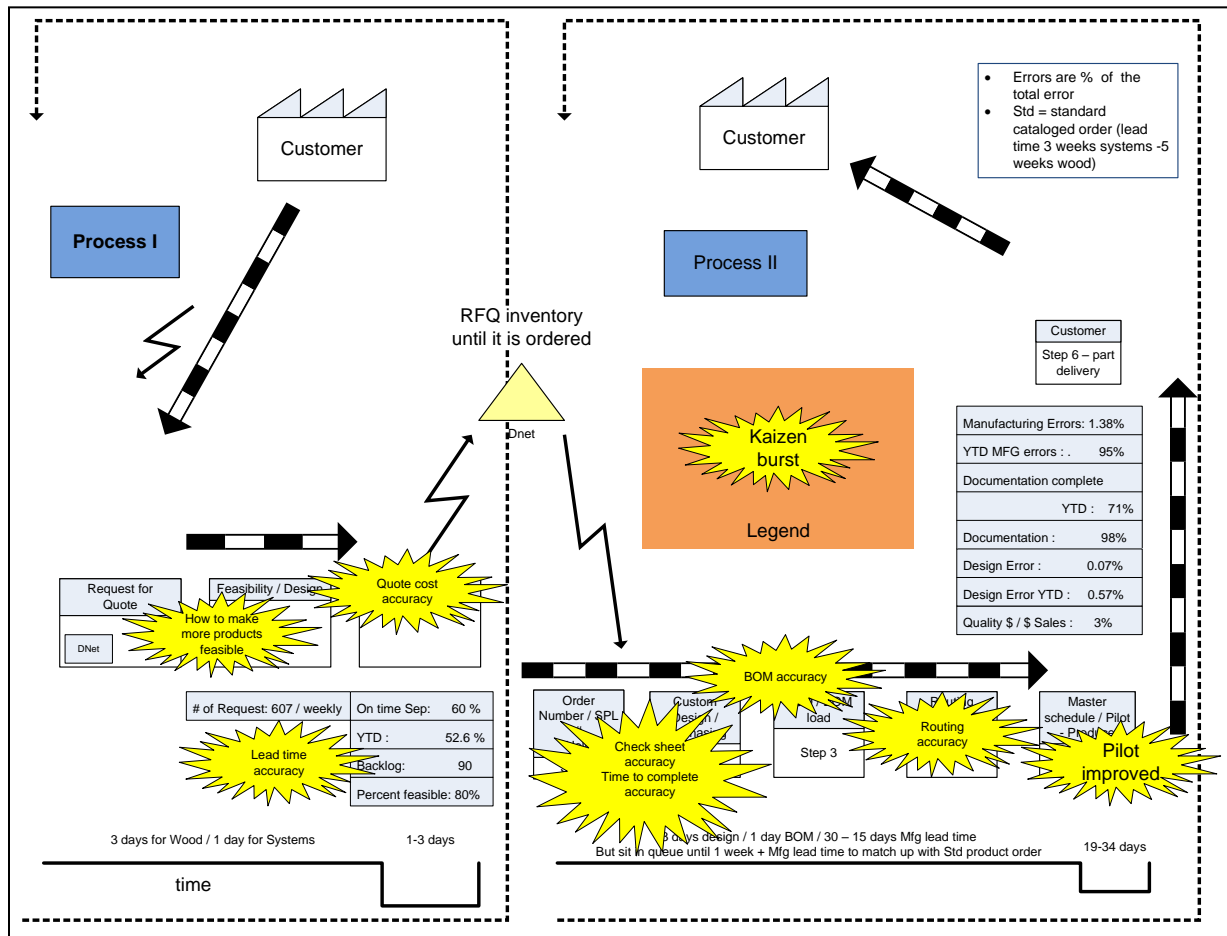 Customer
Process I
RFQ inventory
until it is ordered
Dnet
Request for
Quote
DNet
Feasibility / Design
How to make
more products
feasible
Quote cost
accuracy
# of Request: 607 / weekly
On time Sep: 60 %
YTD : 52.6 %
Backlog: 90
Percent feasible: 80%
Lead time
accuracy
3 days for Wood / 1 day for Systems
1-3 days
time
Customer
Process II
• Errors are % of the
total error
• Std = standard
cataloged order (lead
time 3 weeks systems -5
weeks wood)
Kaizen
burst
Legend
Customer
Step 6 – part
delivery
Manufacturing Errors: 1.38%
YTD MFG errors : . 95%
Documentation complete
YTD : 71%
Documentation : 98%
Design Error : 0.07%
Design Error YTD : 0.57%
Quality $ / $ Sales : 3%
Order
Number / SPL
Custom
Design /
BOM accuracy
load
Step 3
Routing
Routing
accuracy
Master
schedule / Pilot
Pilot
improved
Check sheet
accuracy
Time to complete
accuracy
days design / 1 day BOM / 30 – 15 days Mfg lead time
But sit in queue until 1 week + Mfg lead time to match up with Std product order
19-34 days